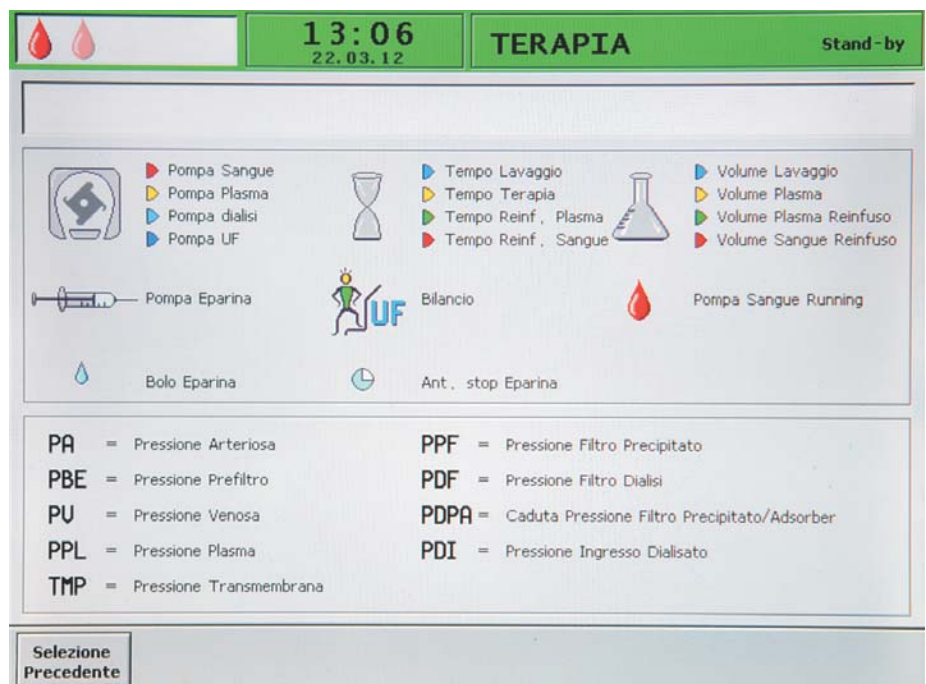 13:06
22.03.12
TERAPIA
Stand-by
Pompa Sangue
Pompa Plasma
Pompa dialisi
Pompa UF
Tempo Lavaggio
Tempo Terapia
Tempo Reinf. Plasma
Tempo Reinf. Sangue
Volume Lavaggio
Volume Plasma
Volume Plasma Reinfuso
Volume Sangue Reinfuso
Pompa Eparina
UF
Bilancio
Pompa Sangue Running
Bolo Eparina
Ant. stop Eparina
PA = Pressione Arteriosa
PBE = Pressione Prefiltro
PV = Pressione Venosa
PPL = Pressione Plasma
TMP = Pressione Transmembrana
PPF = Pressione Filtro Precipitato
PDF = Pressione Filtro Dialisi
PDPA = Caduta Pressione Filtro Precipitato/Adsorber
PDI = Pressione Ingresso Dialisato
Selezione
Precedente